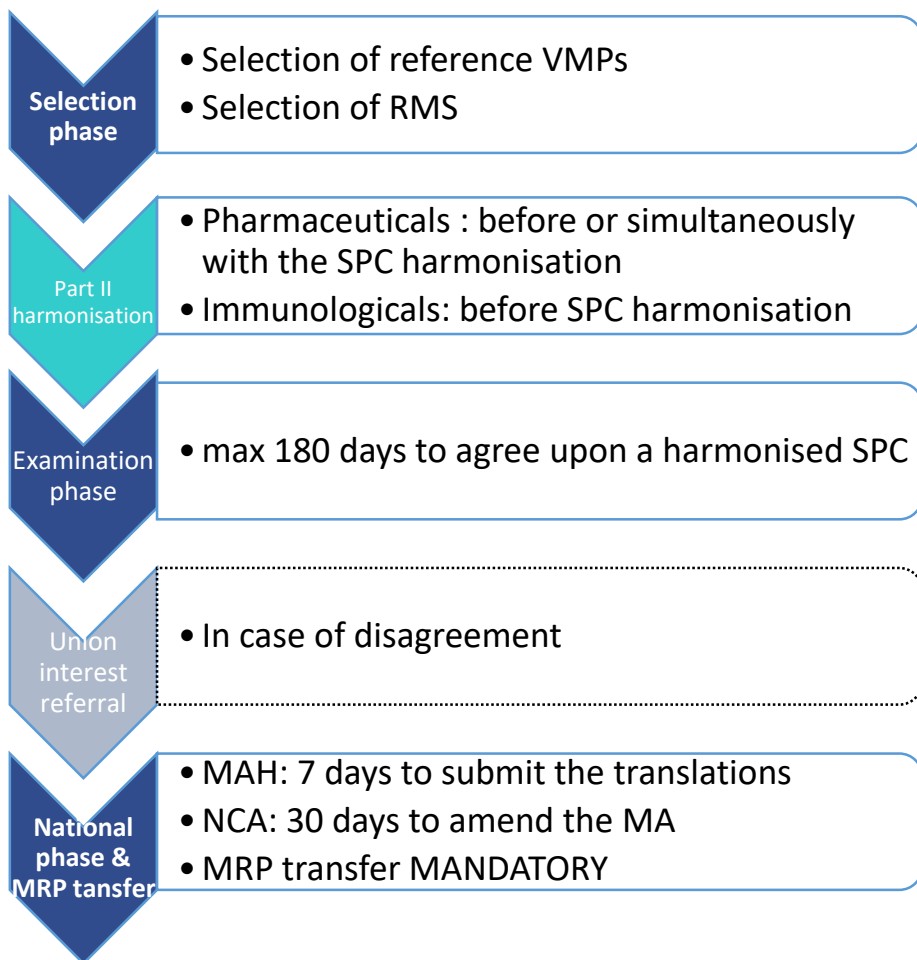 Selection
phase
• Selection of reference VMPs
• Selection of RMS
Part II
harmonisation
• Pharmaceuticals : before or simultaneously
with the SPC harmonisation
• Immunologicals: before SPC harmonisation
Examination
phase
• max 180 days to agree upon a harmonised SPC
Union
interest
referral
• In case of disagreement
National
phase &
MRP tansfer
• MAH: 7 days to submit the translations
• NCA: 30 days to amend the MA
• MRP transfer MANDATORY